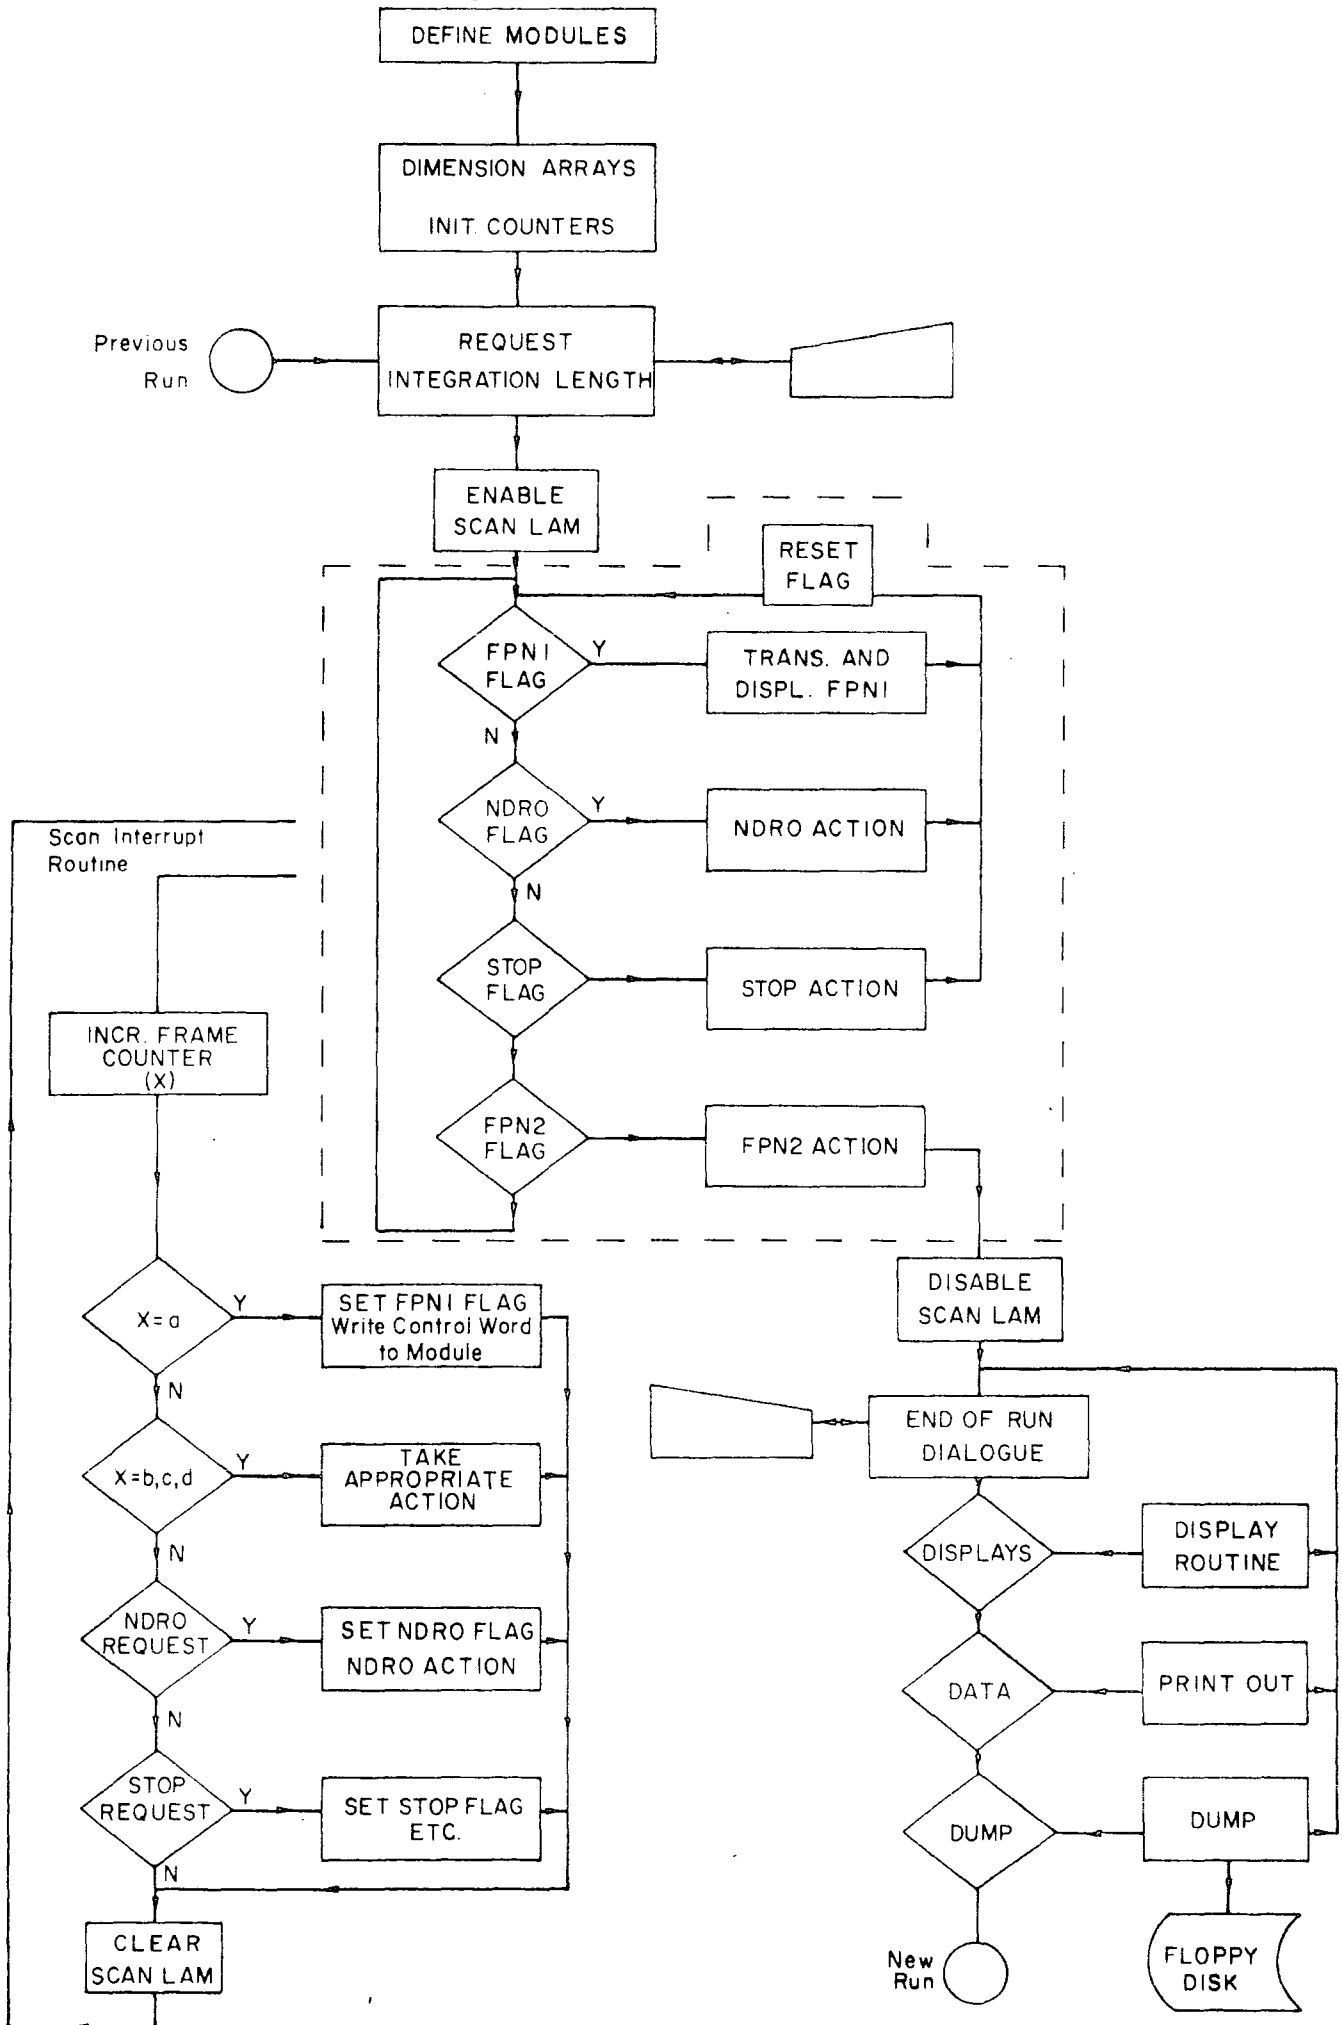 DEFINE MODULES
DIMENSION ARRAYS
INIT. COUNTERS
Previous
Run
REQUEST
INTEGRATION LENGTH
ENABLE
SCAN LAM
RESET
FLAG
FPN1
FLAG
Y
TRANS. AND
DISPL. FPN1
N
NDRO
FLAG
Y
NDRO ACTION
N
STOP
FLAG
STOP ACTION
FPN2
FLAG
FPN2 ACTION
Scan Interrupt
Routine
INCR. FRAME
COUNTER
(X)
X=a
Y
SET FPN1 FLAG
Write Control Word
to Module
N
X=b,c,d
Y
TAKE
APPROPRIATE
ACTION
N
NDRO
REQUEST
Y
SET NDRO FLAG
NDRO ACTION
N
STOP
REQUEST
Y
SET STOP FLAG
ETC.
N
CLEAR
SCAN LAM
DISABLE
SCAN LAM
END OF RUN
DIALOGUE
DISPLAYS
DISPLAY
ROUTINE
DATA
PRINT OUT
DUMP
DUMP
New
Run
FLOPPY
DISK